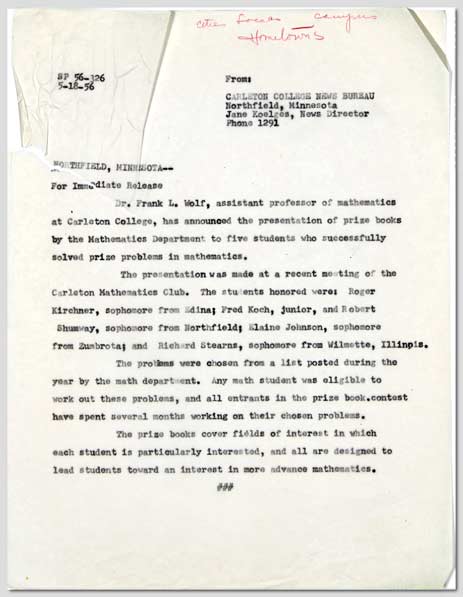 Cities Locals campus
Hometowns
SP 56-126
5-18-56
From:
CARLETON COLLEGE NEWS BUREAU
Northfield, Minnesota
Jane Koelges, News Director
Phone 1291
NORTHFIELD, MINNESOTA--
For Immediate Release
Dr. Frank L. Wolf, assistant professor of mathematics
at Carleton College, has announced the presentation of prize books
by the Mathematics Department to five students who successfully
solved prize problems in mathematics.
The presentation was made at a recent meeting of the
Carleton Mathematics Club. The students honored were: Roger
Kirchner, sophomore from Edina; Fred Koch, junior, and Robert
Shumway, sophomore from Northfield; Elaine Johnson, sophomore
from Zumbrota; and Richard Stearns, sophomore from Wilmette, Illinois.
The problems were chosen from a list posted during the
year by the math department. Any math student was eligible to
work out these problems, and all entrants in the prize book contest
have spent several months working on their chosen problems.
The prize books cover fields of interest in which
each student is particularly interested, and all are designed to
lead students toward an interest in more advance mathematics.
###